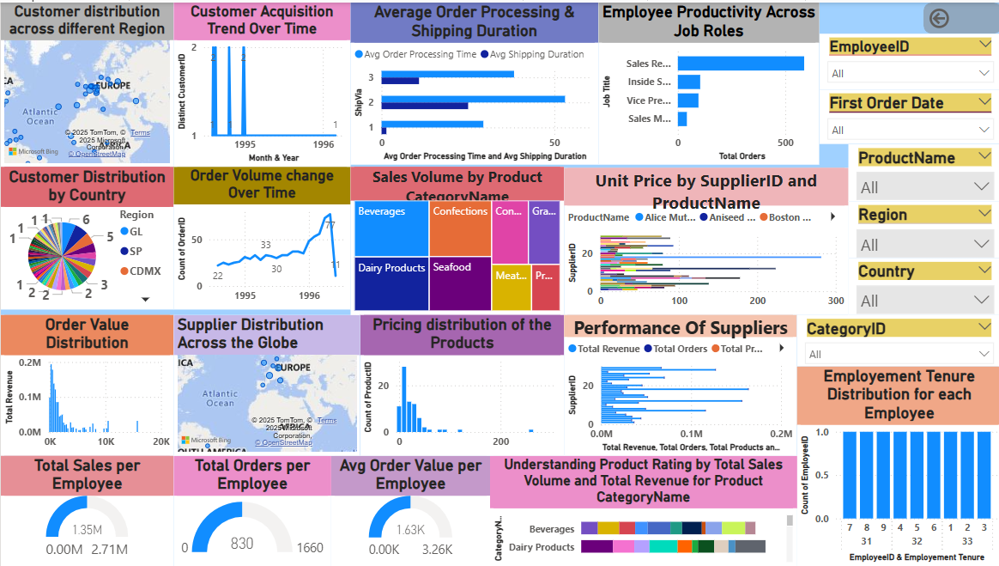 Customer distribution
across different Region
CA
EUROPE
Atlantic
Ocean
AFRICA
© 2025 TomTom, ©
2025 Microsoft
Corporation,
© OpenStreetMap
Terms
Microsoft Bing
Customer Acquisition
Trend Over Time
Distinct CustomerID
2
1
2
2
1
1
1
1995
1996
Month & Year
Average Order Processing &
Shipping Duration
Avg Order Processing Time
Avg Shipping Duration
ShipVia
3
2
1
0
50
Avg Order Processing Time and Avg Shipping Duration
Employee Productivity Across
Job Roles
Job Title
Sales Re...
Inside S...
Vice Pre...
Sales M...
0
500
Total Orders
EmployeeID
All
First Order Date
All
ProductName
All
Region
All
Country
All
CategoryID
All
Customer Distribution
by Country
1
1
1
1
6
5
3
2
2
2
1
Region
GL
SP
CDMX
Order Volume change
Over Time
Count of OrderID
50
0
22
33
30
77
11
1995
1996
Sales Volume by Product
CategoryName
Beverages
Confections
Con...
Gra...
Dairy Products
Seafood
Meat...
Pr...
Unit Price by SupplierID and
ProductName
ProductName
Alice Mut...
Aniseed ...
Boston ...
SupplierID
20
0
0
100
200
300
Order Value
Distribution
Total Revenue
0.2M
0.1M
0.0M
0K
10K
20K
Supplier Distribution
Across the Globe
ICA
EUROPE
Atlantic
Ocean
AFRICA
© 2025 TomTom, ©
2025 Microsoft
Corporation,
© OpenStreetMap
Terms
Microsoft Bing
OUTH AMERICA
Pricing distribution of the
Products
Count of ProductID
20
0
0
200
Performance Of Suppliers
Total Revenue
Total Orders
Total Pr...
SupplierID
20
0
0.0M
0.1M
0.2M
Total Revenue, Total Orders, Total Products an...
Employement Tenure
Distribution for each
Employee
Count of EmployeeID
1.0
0.5
0.0
7 8 9 4 5 6 1 2 3
31 32 33
EmployeeID & Employement Tenure
Total Sales per
Employee
1.35M
0.00M
2.71M
Total Orders per
Employee
0
830
1660
Avg Order Value per
Employee
1.63K
0.00K
3.26K
Understanding Product Rating by Total Sales
Volume and Total Revenue for Product
CategoryName
CategoryN...
Beverages
Dairy Products